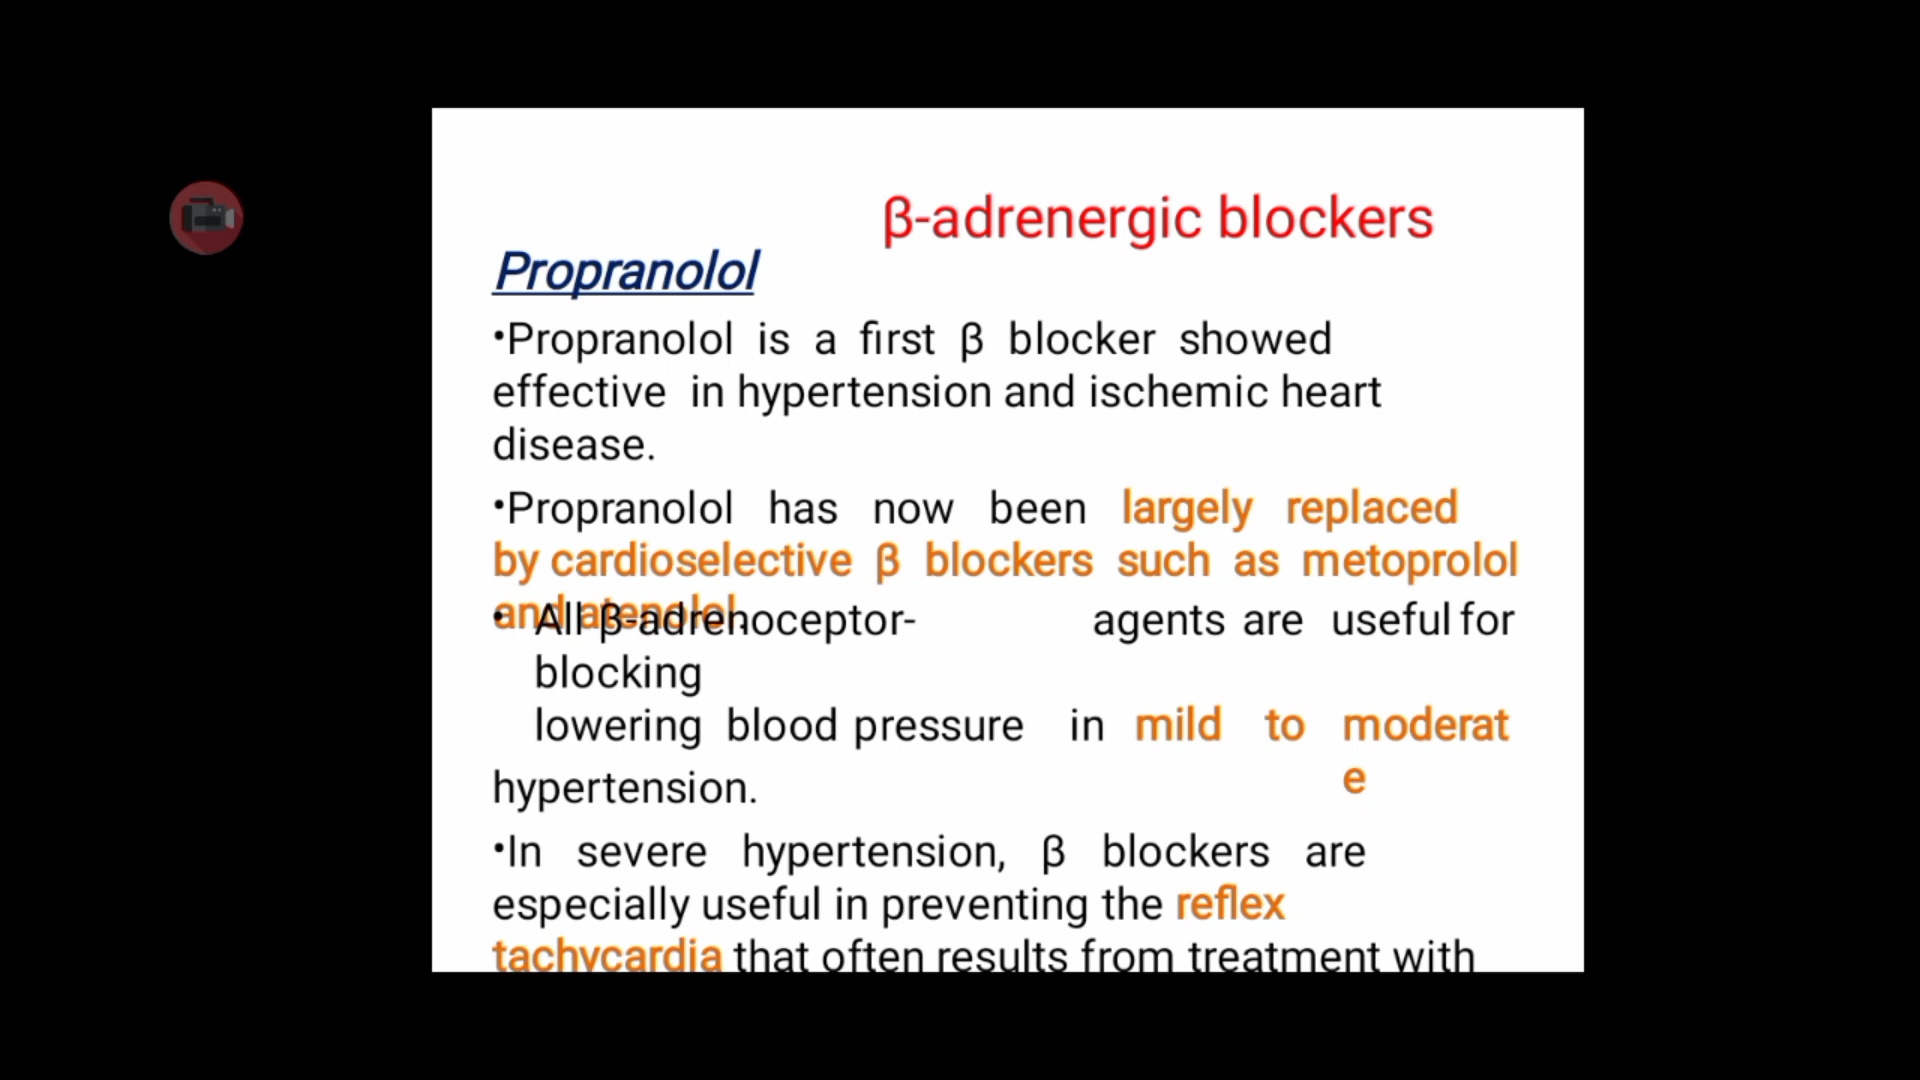 β-adrenergic blockers
Propranolol
•Propranolol is a first β blocker showed
effective in hypertension and ischemic heart
disease.
•Propranolol has now been largely replaced
by cardioselective β blockers such as metoprolol
and atenolol.
• All β-adrenoceptor- agents are useful for
blocking
lowering blood pressure in mild to moderat
e
hypertension.
•In severe hypertension, β blockers are
especially useful in preventing the reflex
tachycardia that often results from treatment with